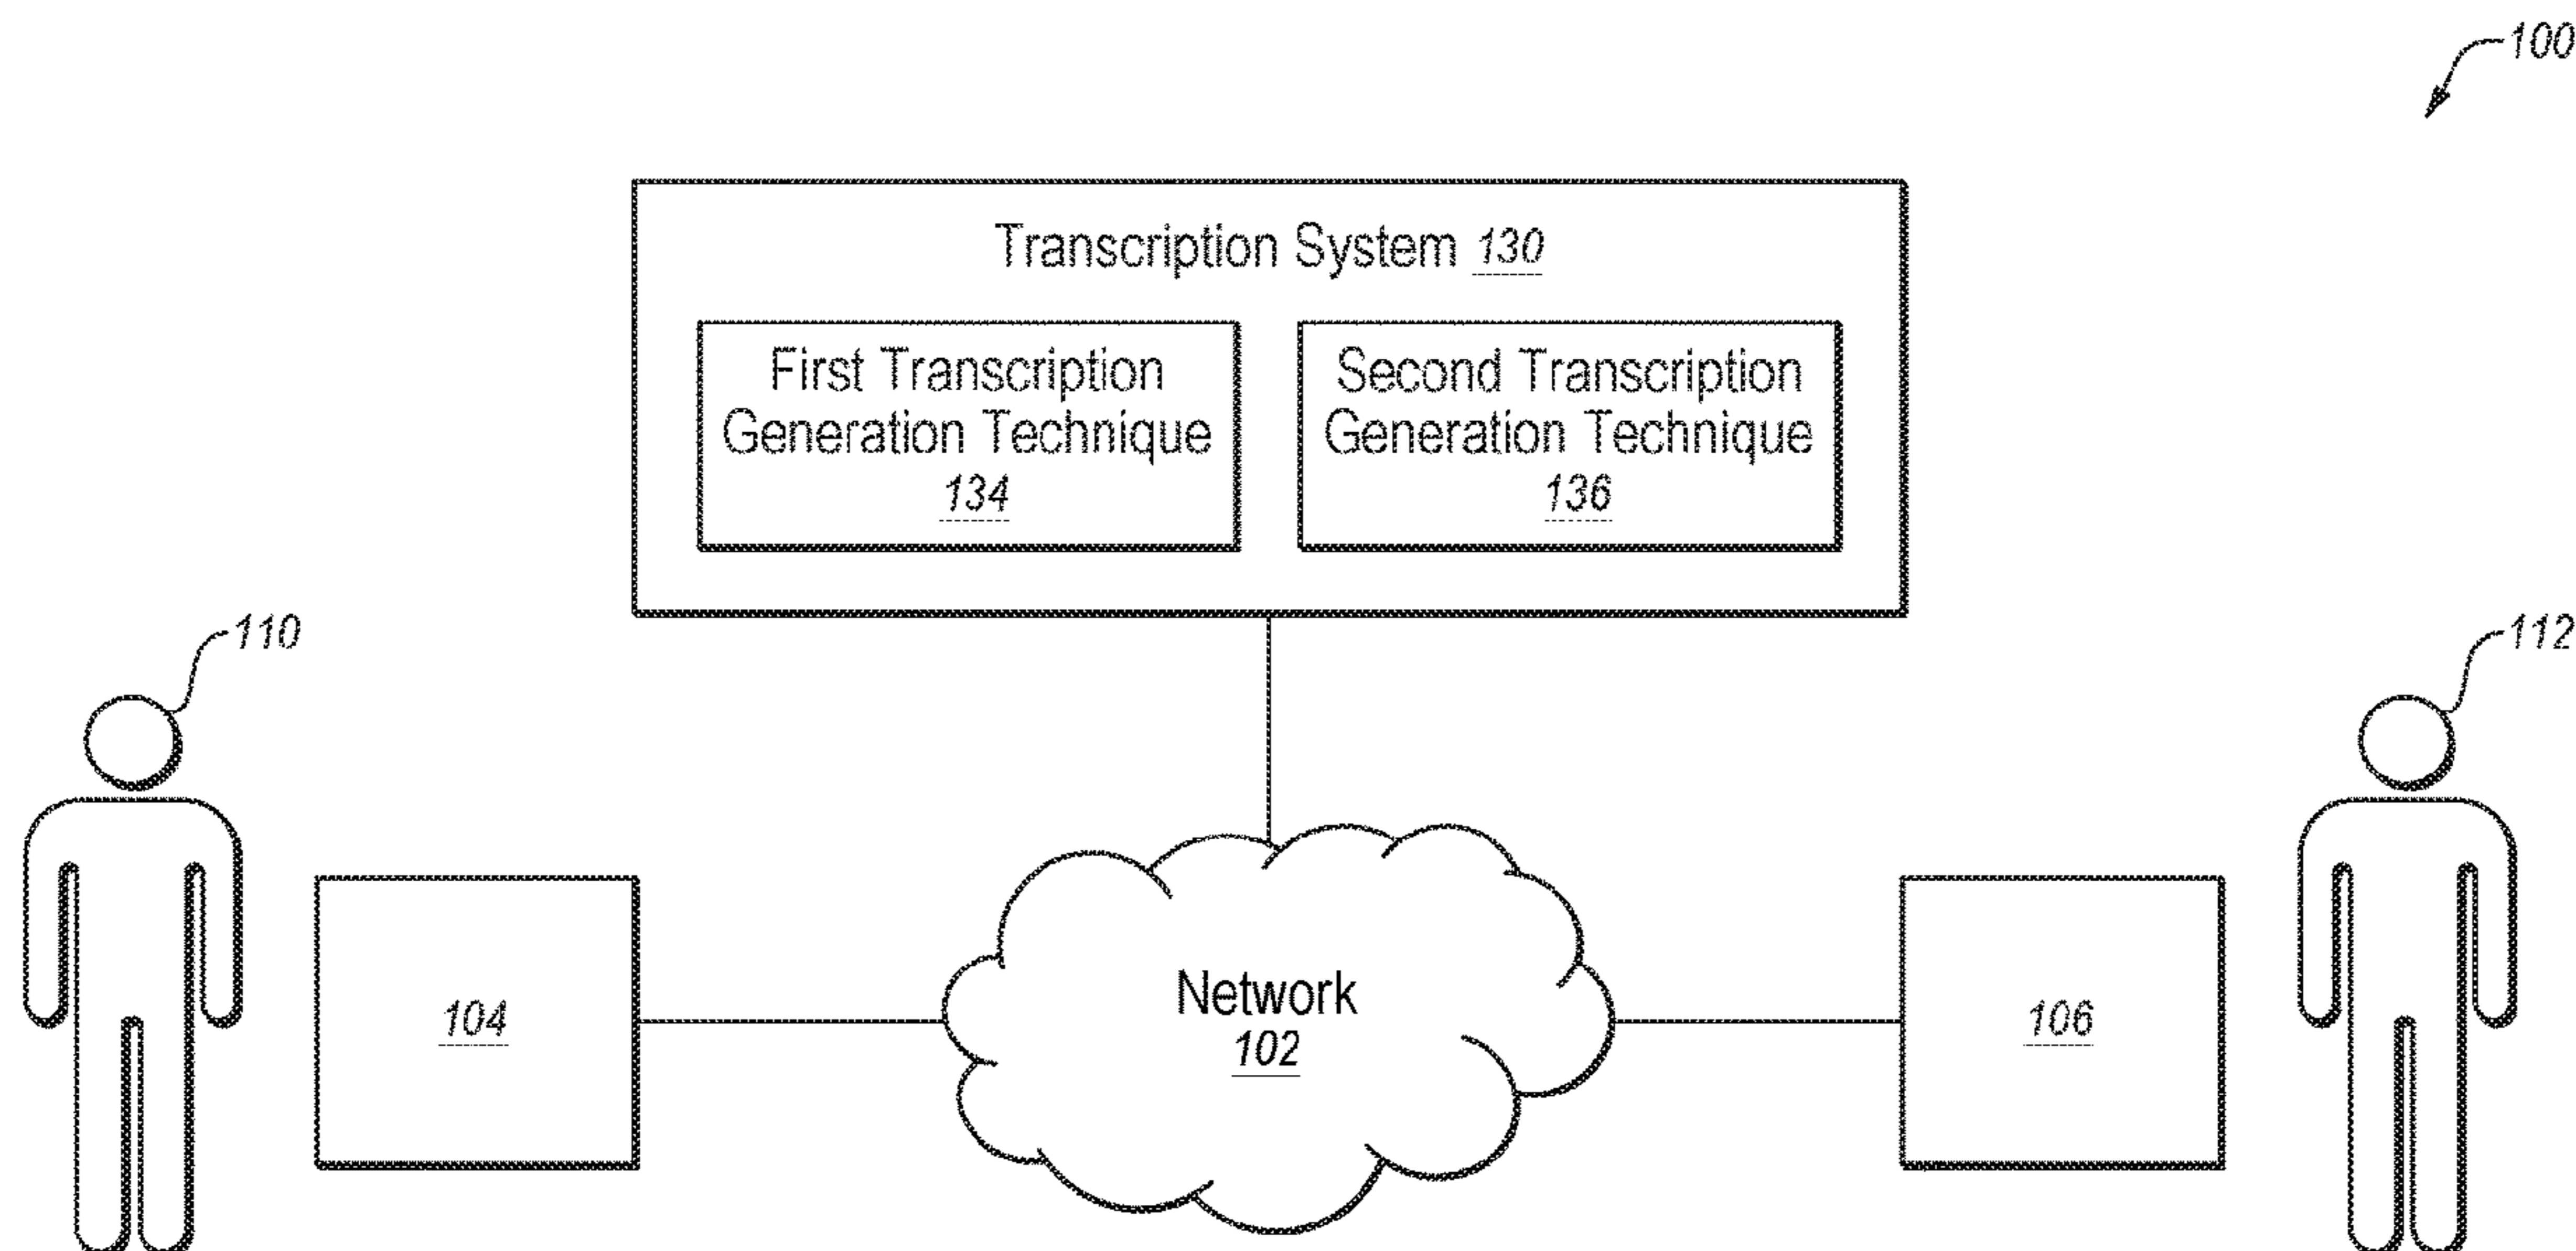 100
Transcription System 130
First Transcription
Generation Technique
134
Second Transcription
Generation Technique
136
110
112
104
Network
102
106